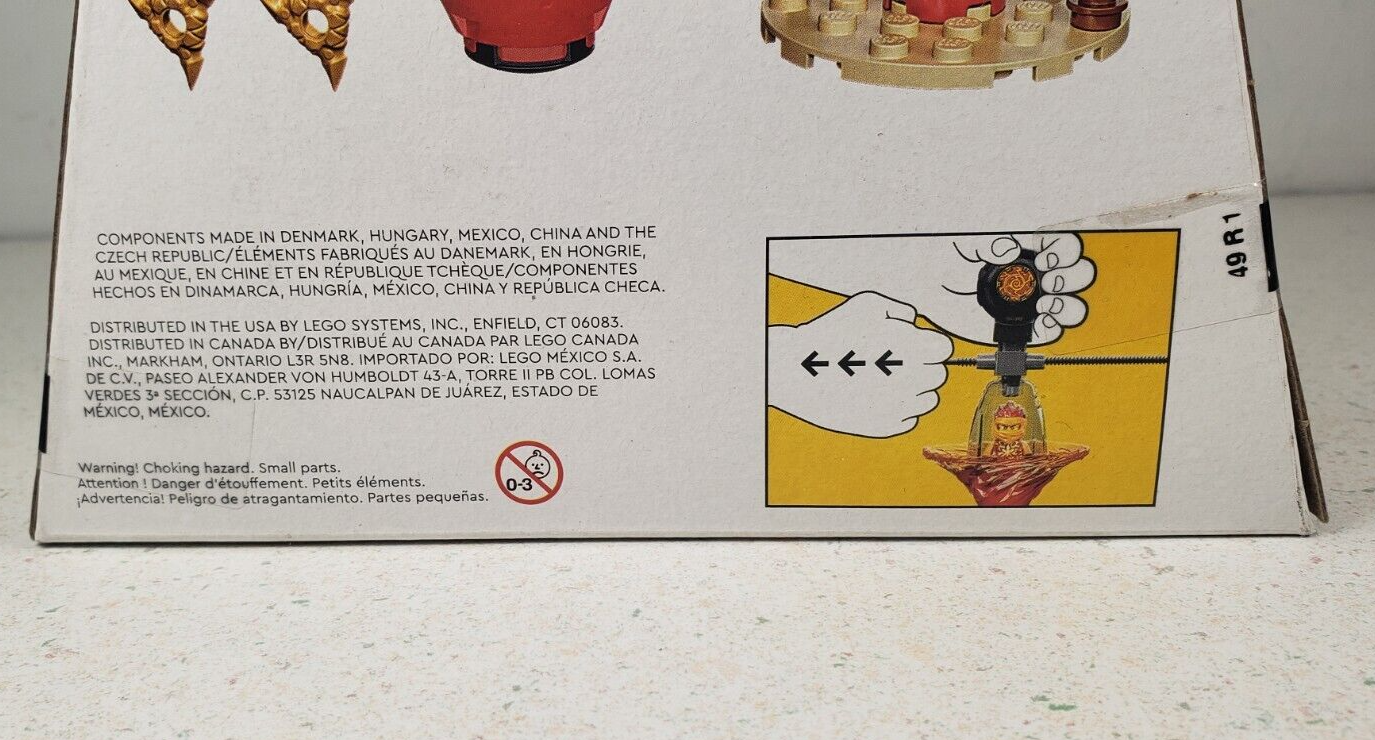 COMPONENTS MADE IN DENMARK, HUNGARY, MEXICO, CHINA AND THE
CZECH REPUBLIC/ÉLÉMENTS FABRIQUÉS AU DANEMARK, EN HONGRIE,
AU MEXIQUE, EN CHINE ET EN RÉPUBLIQUE TCHÈQUE/COMPONENTES
HECHOS EN DINAMARCA, HUNGRÍA, MÉXICO, CHINA Y REPÚBLICA CHECA.
DISTRIBUTED IN THE USA BY LEGO SYSTEMS, INC., ENFIELD, CT 06083.
DISTRIBUTED IN CANADA BY/DISTRIBUÉ AU CANADA PAR LEGO CANADA
INC., MARKHAM, ONTARIO L3R 5N8. IMPORTADO POR: LEGO MÉXICO S.A.
DE C.V., PASEO ALEXANDER VON HUMBOLDT 43-A, TORRE II PB COL. LOMAS
VERDES 3ª SECCIÓN, C.P. 53125 NAUCALPAN DE JUÁREZ, ESTADO DE
MÉXICO, MÉXICO.
Warning! Choking hazard. Small parts.
Attention ! Danger d'étouffement. Petits éléments.
¡Advertencia! Peligro de atragantamiento. Partes pequeñas.
0-3
49 R 1